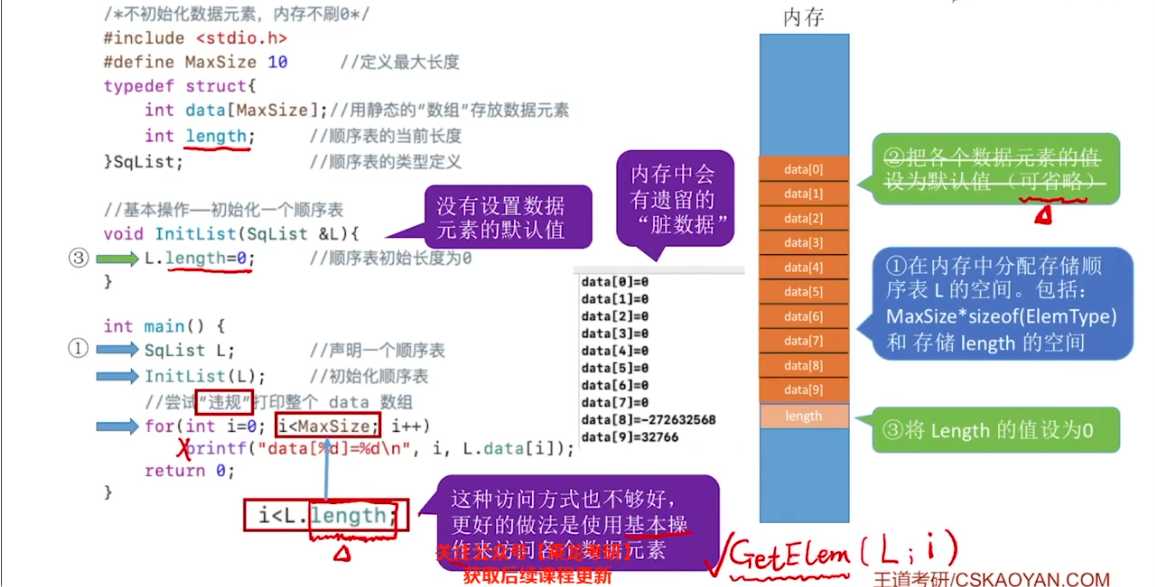 /*不初始化数据元素，内存不刷0*/
#include <stdio.h>
#define MaxSize 10 //定义最大长度
typedef struct{
int data[MaxSize];//用静态的“数组”存放数据元素
int length; //顺序表的当前长度
}SqList; //顺序表的类型定义
//基本操作——初始化一个顺序表
void InitList(SqList &L){
③ L.length=0; //顺序表初始长度为0
}
int main() {
① SqList L; //声明一个顺序表
InitList(L); //初始化顺序表
//尝试“违规”打印整个 data 数组
for(int i=0; i<MaxSize; i++)
printf("data[%d]=%d\n", i, L.data[i]);
return 0;
}
i<L.length;
没有设置数据
元素的默认值
内存中会
有遗留的
“脏数据”
data[0]=0
data[1]=0
data[2]=0
data[3]=0
data[4]=0
data[5]=0
data[6]=0
data[7]=0
data[8]=-272632568
data[9]=32766
这种访问方式也不够好，
更好的做法是使用基本操
作来访问各个数据元素
获取后续课程更新
内存
data[0]
data[1]
data[2]
data[3]
data[4]
data[5]
data[6]
data[7]
data[8]
data[9]
length
②把各个数据元素的值
设为默认值（可省略）
①在内存中分配存储顺
序表 L 的空间。包括：
MaxSize*sizeof(ElemType)
和 存储 length 的空间
③将 Length 的值设为0
√GetElem(L,i)
王道考研/CSKAOYAN.COM